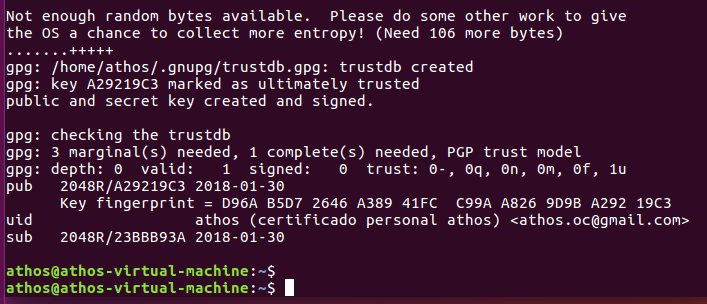 Not enough random bytes available.  Please do some other work to give
the OS a chance to collect more entropy! (Need 106 more bytes)
.......+++++
gpg: /home/athos/.gnupg/trustdb.gpg: trustdb created
gpg: key A29219C3 marked as ultimately trusted
public and secret key created and signed.

gpg: checking the trustdb
gpg: 3 marginal(s) needed, 1 complete(s) needed, PGP trust model
gpg: depth: 0  valid:   1  signed:   0  trust: 0-, 0q, 0n, 0m, 0f, 1u
pub   2048R/A29219C3 2018-01-30
      Key fingerprint = D96A B5D7 2646 A389 41FC  C99A A826 9D9B A292 19C3
uid                  athos (certificado personal athos) <athos.oc@gmail.com>
sub   2048R/23BBB93A 2018-01-30

athos@athos-virtual-machine:~$
athos@athos-virtual-machine:~$